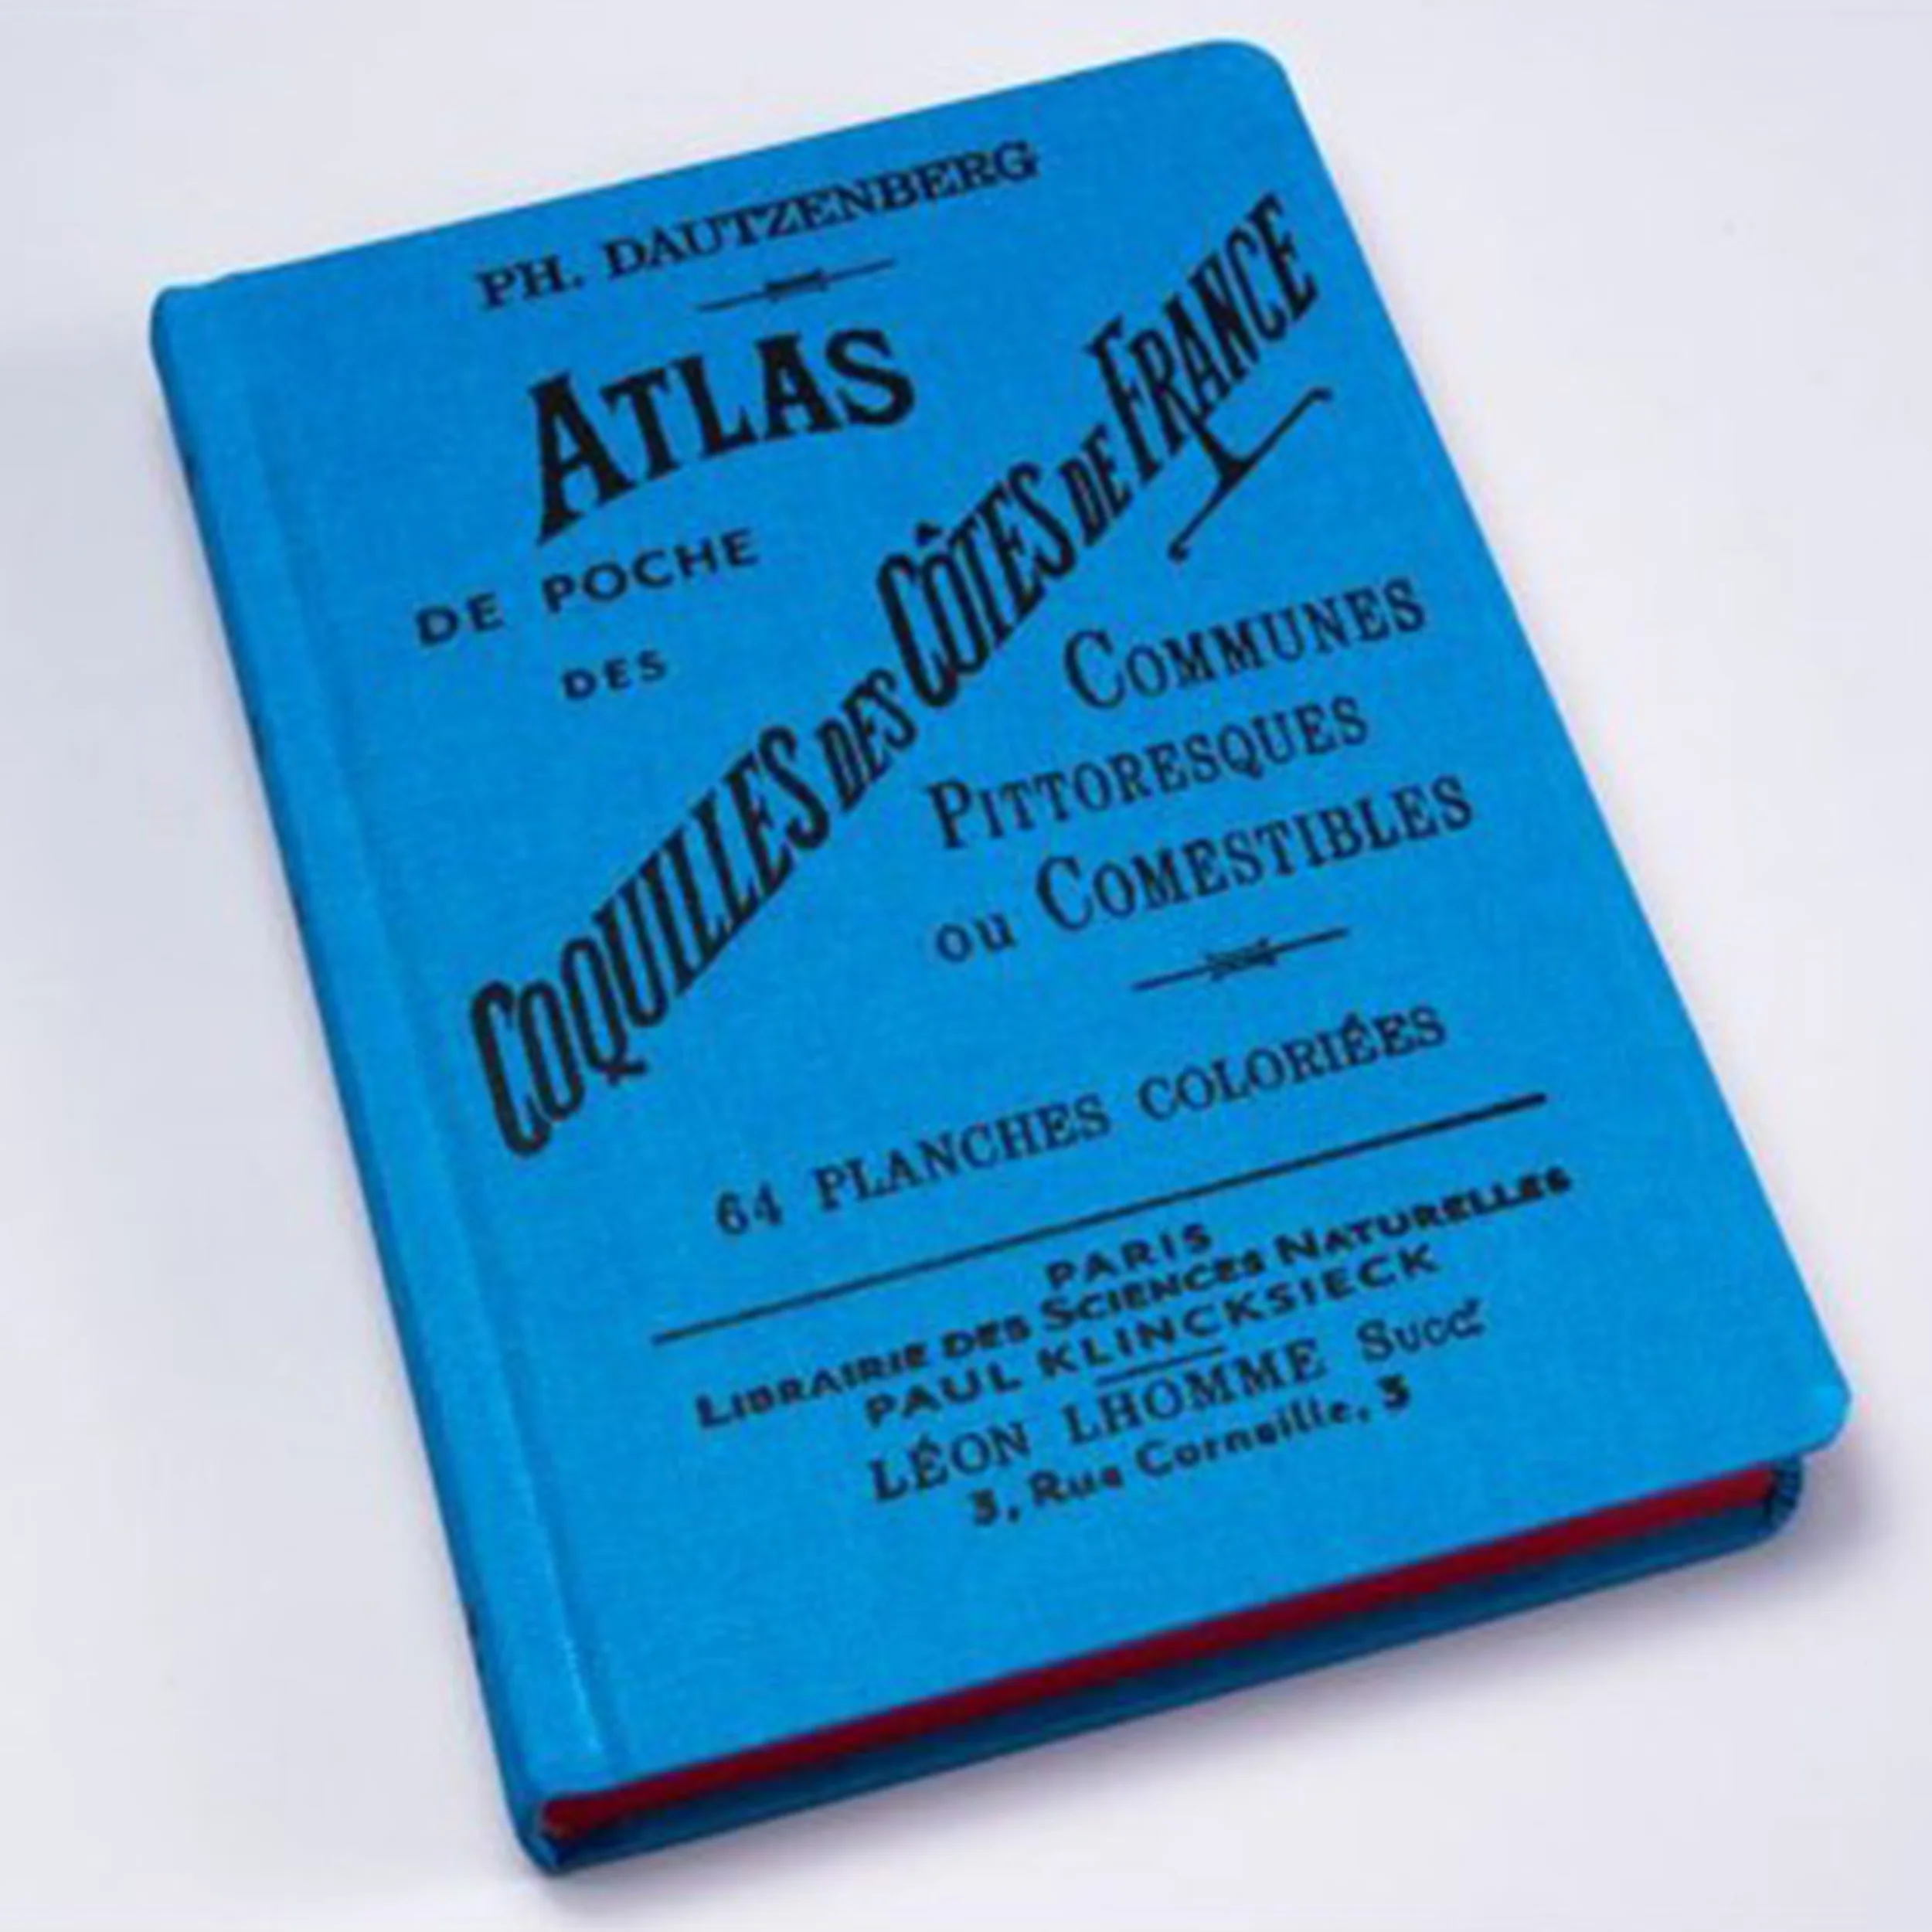 PH. DAUTZENBERG
ATLAS
DE POCHE
DES
COQUILLES DES CÔTES DE FRANCE
COMMUNES
PITTORESQUES
ou COMESTIBLES
64 PLANCHES COLORIÉES
PARIS
LIBRAIRIE DES SCIENCES NATURELLES
PAUL KLINCKSIECK
LÉON LHOMME Succr
3, Rue Corneille, 3